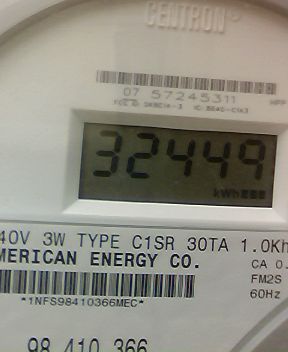 CENTRON®
07 57245311
32449
kWh
40V 3W TYPE C1SR 30TA 1.0Kh
MERICAN ENERGY CO.
CA 0.
FM2S
*1NFS98410366MEC*
60Hz
98 410 366